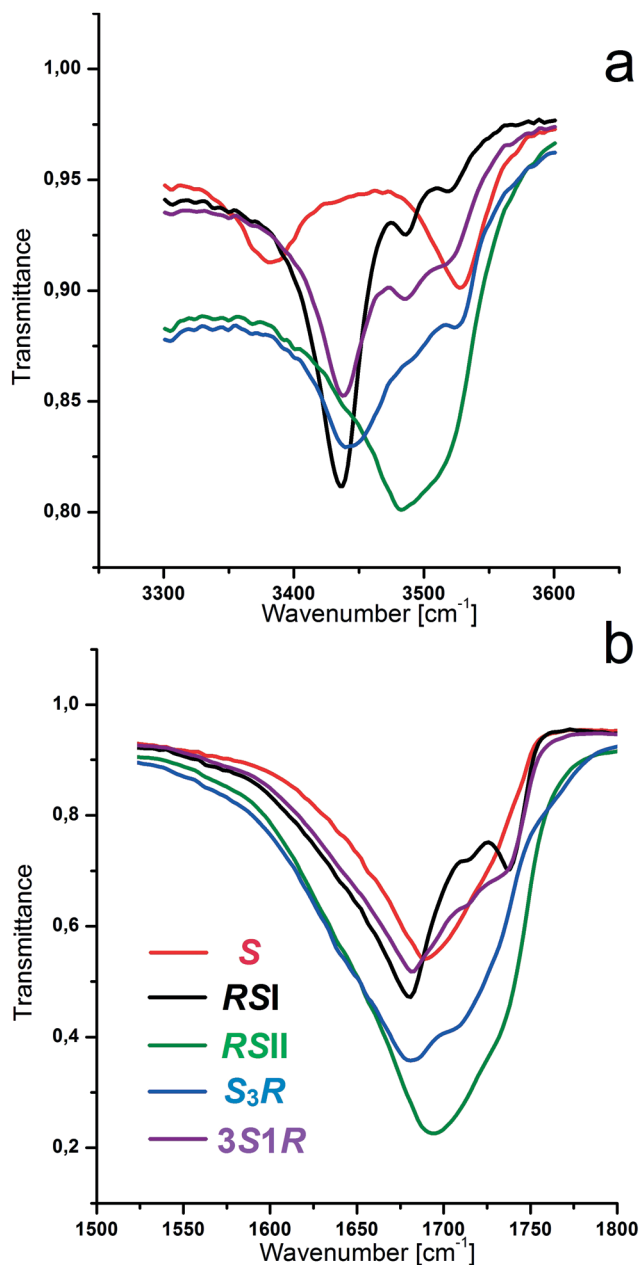 a
1,00
0,95
0,90
0,85
0,80
Transmittance
3300 3400 3500 3600
Wavenumber [cm⁻¹]
b
1,0
0,8
0,6
0,4
0,2
Transmittance
S
RSI
RSII
S₃R
3S1R
1500 1550 1600 1650 1700 1750 1800
Wavenumber [cm⁻¹]